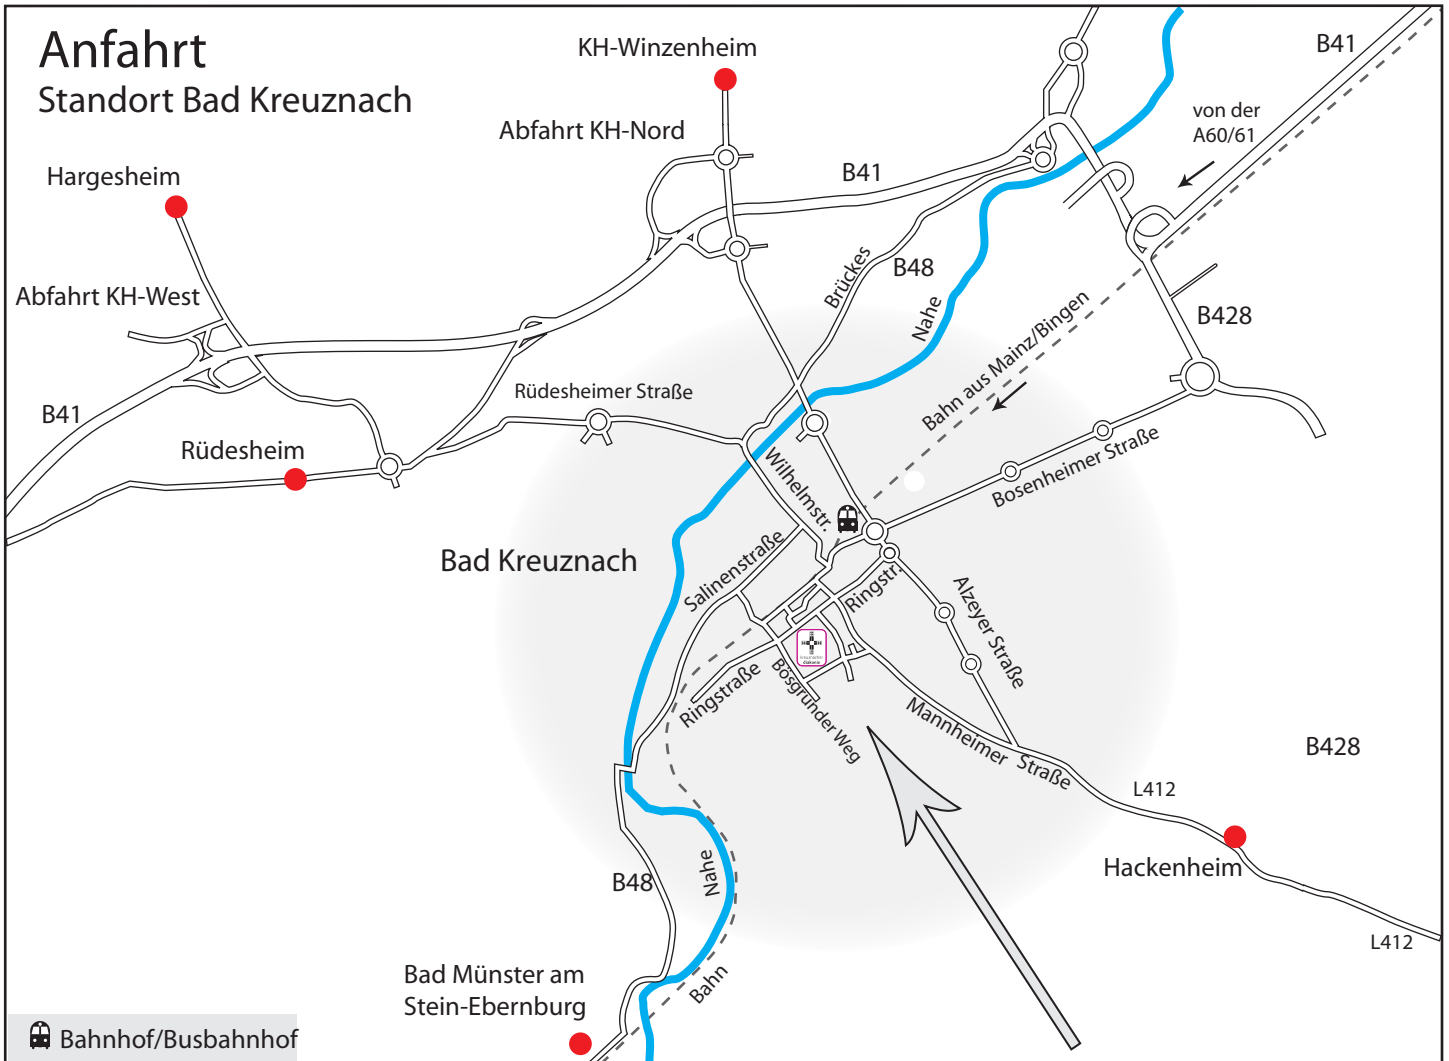 Anfahrt
Standort Bad Kreuznach
KH-Winzenheim
B41
von der
A60/61
Abfahrt KH-Nord
B41
Hargesheim
Brückes
B48
Abfahrt KH-West
Nahe
Bahn aus Mainz/Bingen
B428
Rüdesheimer Straße
B41
Rüdesheim
Wilhelmstr.
Bosenheimer Straße
Bad Kreuznach
Salinenstraße
Ringstr.
Alzeyer Straße
diakonie
Ringstraße
Bösgrunder Weg
Mannheimer Straße
B428
L412
Hackenheim
Nahe
B48
L412
Bad Münster am
Stein-Ebernburg
Bahn
Bahnhof/Busbahnhof